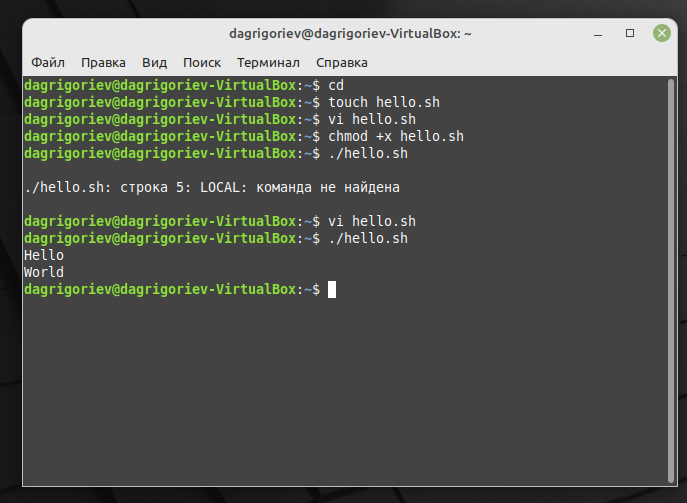 dagrigoriev@dagrigoriev-VirtualBox: ~
Файл Правка Вид Поиск Терминал Справка
dagrigoriev@dagrigoriev-VirtualBox:~$ cd
dagrigoriev@dagrigoriev-VirtualBox:~$ touch hello.sh
dagrigoriev@dagrigoriev-VirtualBox:~$ vi hello.sh
dagrigoriev@dagrigoriev-VirtualBox:~$ chmod +x hello.sh
dagrigoriev@dagrigoriev-VirtualBox:~$ ./hello.sh
./hello.sh: строка 5: LOCAL: команда не найдена
dagrigoriev@dagrigoriev-VirtualBox:~$ vi hello.sh
dagrigoriev@dagrigoriev-VirtualBox:~$ ./hello.sh
Hello
World
dagrigoriev@dagrigoriev-VirtualBox:~$